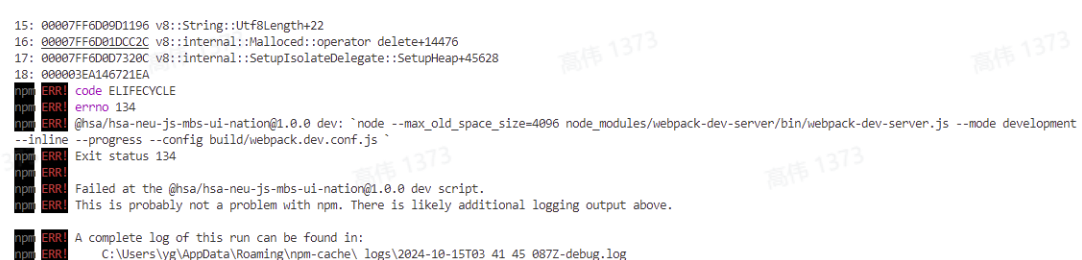 15: 00007FF6D09D1196 v8::String::Utf8Length+22
16: 00007FF6D01DCC2C v8::internal::Malloced::operator delete+14476
17: 00007FF6D0D7320C v8::internal::SetupIsolateDelegate::SetupHeap+45628
18: 000003EA146721EA
npm ERR! code ELIFECYCLE
npm ERR! errno 134
npm ERR! @hsa/hsa-neu-js-mbs-ui-nation@1.0.0 dev: `node --max_old_space_size=4096 node_modules/webpack-dev-server/bin/webpack-dev-server.js --mode development
--inline --progress --config build/webpack.dev.conf.js `
npm ERR! Exit status 134
npm ERR!
npm ERR! Failed at the @hsa/hsa-neu-js-mbs-ui-nation@1.0.0 dev script.
npm ERR! This is probably not a problem with npm. There is likely additional logging output above.
npm ERR! A complete log of this run can be found in:
npm ERR!     C:\Users\yg\AppData\Roaming\npm-cache\_logs\2024-10-15T03_41_45_087Z-debug.log
高伟 1373
高伟 1373
高伟 1373
高伟 1373